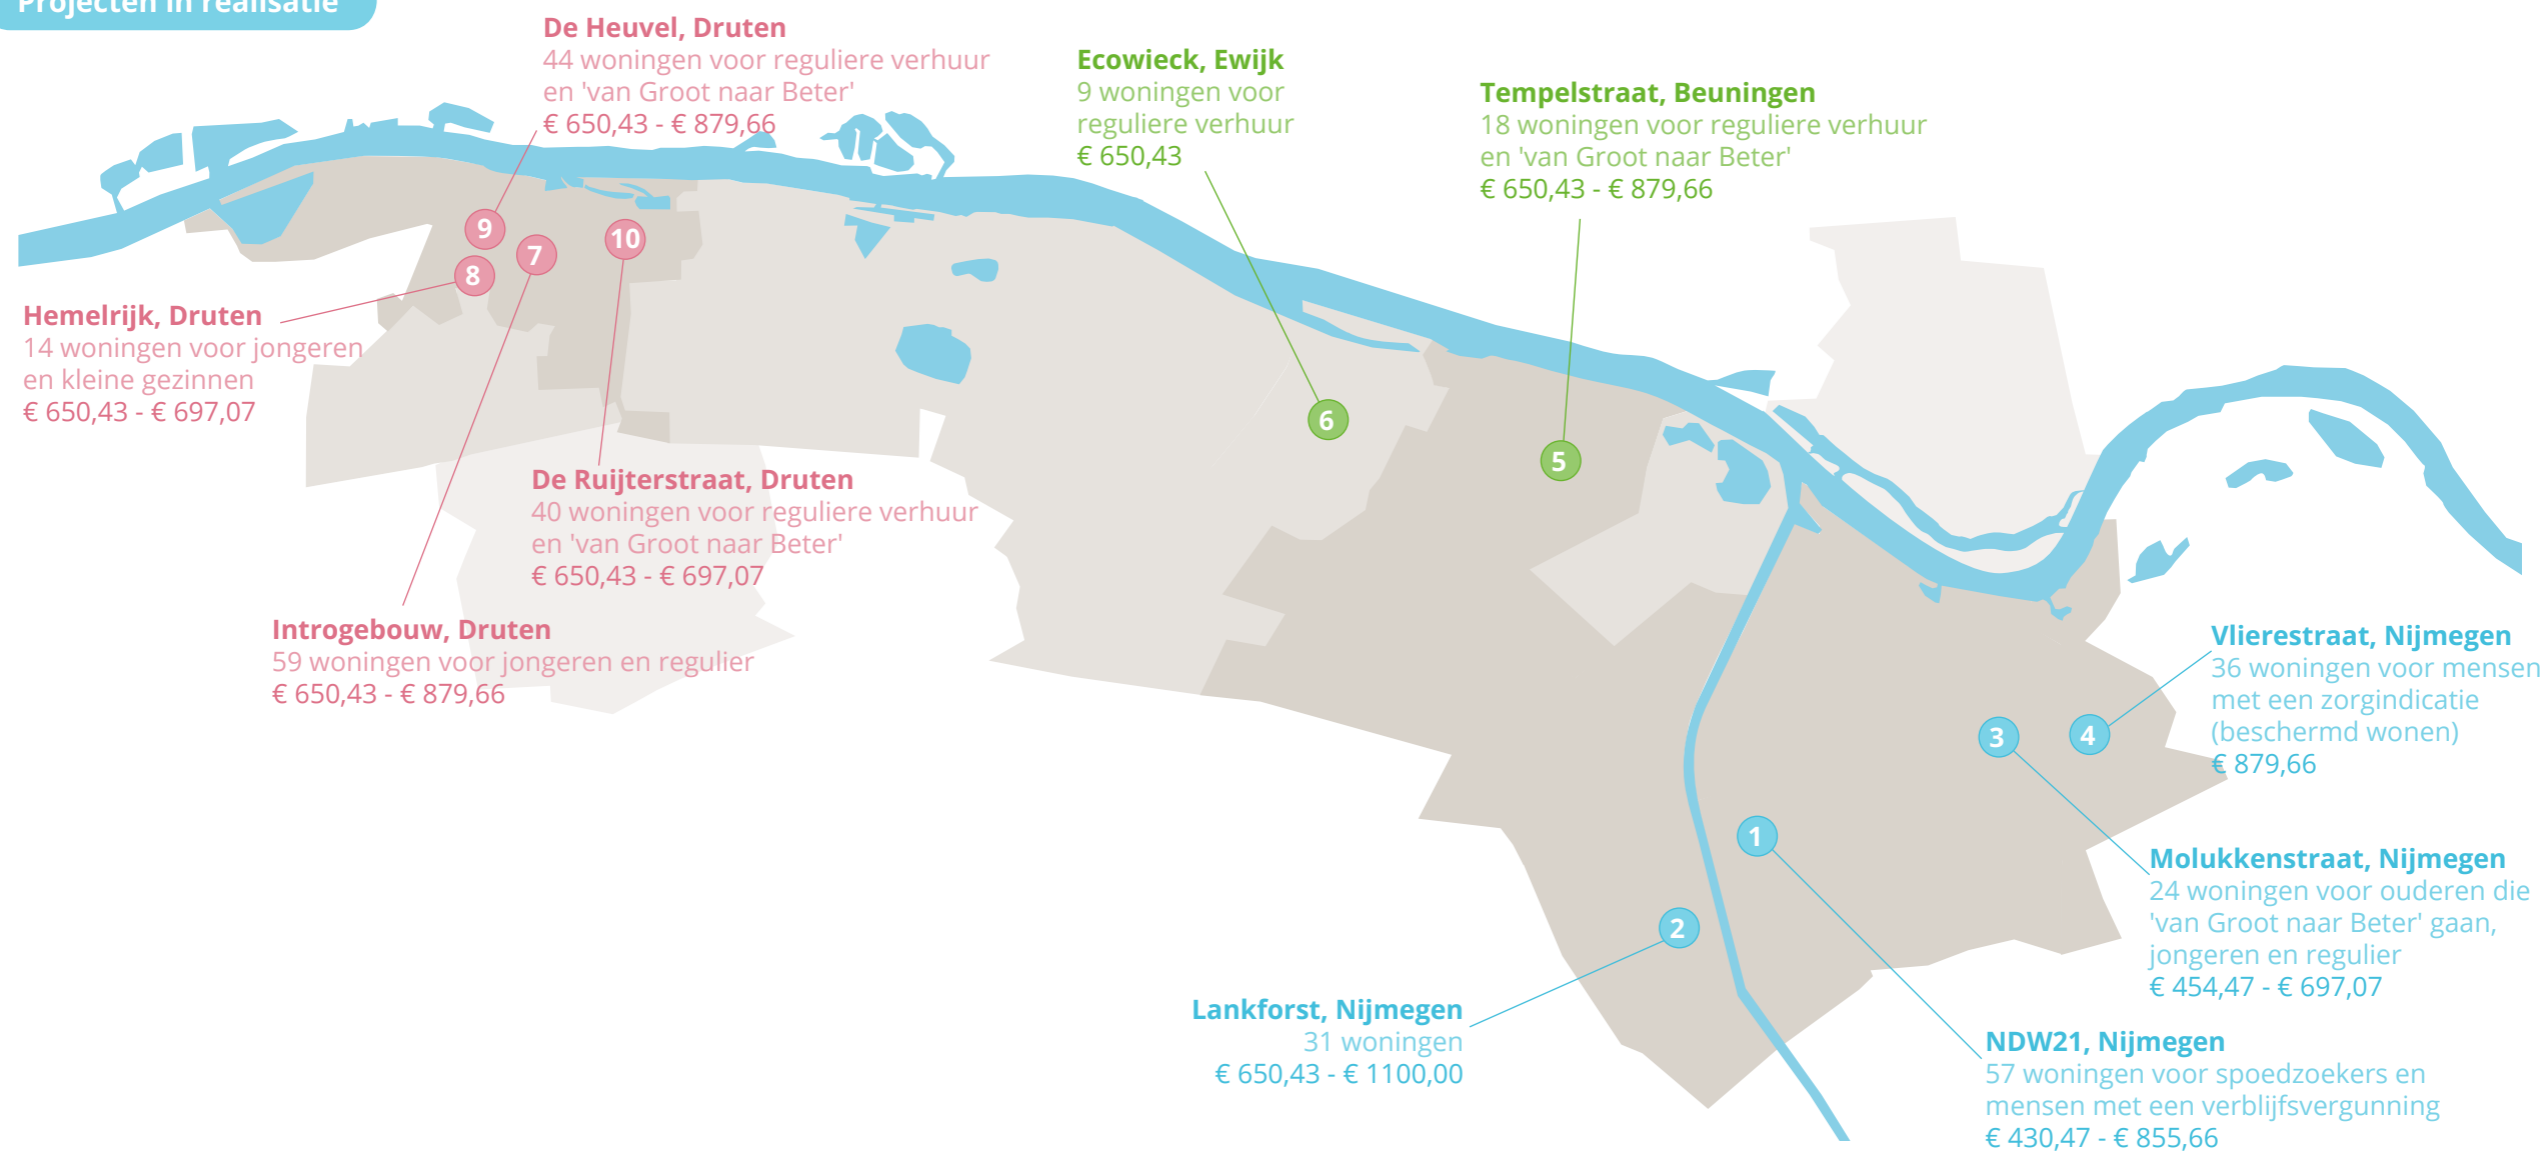 Projecten in realisatie
De Heuvel, Druten
44 woningen voor reguliere verhuur
en 'van Groot naar Beter'
€ 650,43 - € 879,66
Ecowieck, Ewijk
9 woningen voor
reguliere verhuur
€ 650,43
Tempelstraat, Beuningen
18 woningen voor reguliere verhuur
en 'van Groot naar Beter'
€ 650,43 - € 879,66
9
7
10
8
Hemelrijk, Druten
14 woningen voor jongeren
en kleine gezinnen
€ 650,43 - € 697,07
6
5
De Ruijterstraat, Druten
40 woningen voor reguliere verhuur
en 'van Groot naar Beter'
€ 650,43 - € 697,07
Introgebouw, Druten
59 woningen voor jongeren en regulier
€ 650,43 - € 879,66
Vlierestraat, Nijmegen
36 woningen voor mensen
met een zorgindicatie
(beschermd wonen)
€ 879,66
3
4
1
2
Molukkenstraat, Nijmegen
24 woningen voor ouderen die
'van Groot naar Beter' gaan,
jongeren en regulier
€ 454,47 - € 697,07
Lankforst, Nijmegen
31 woningen
€ 650,43 - € 1100,00
NDW21, Nijmegen
57 woningen voor spoedzoekers en
mensen met een verblijfsvergunning
€ 430,47 - € 855,66